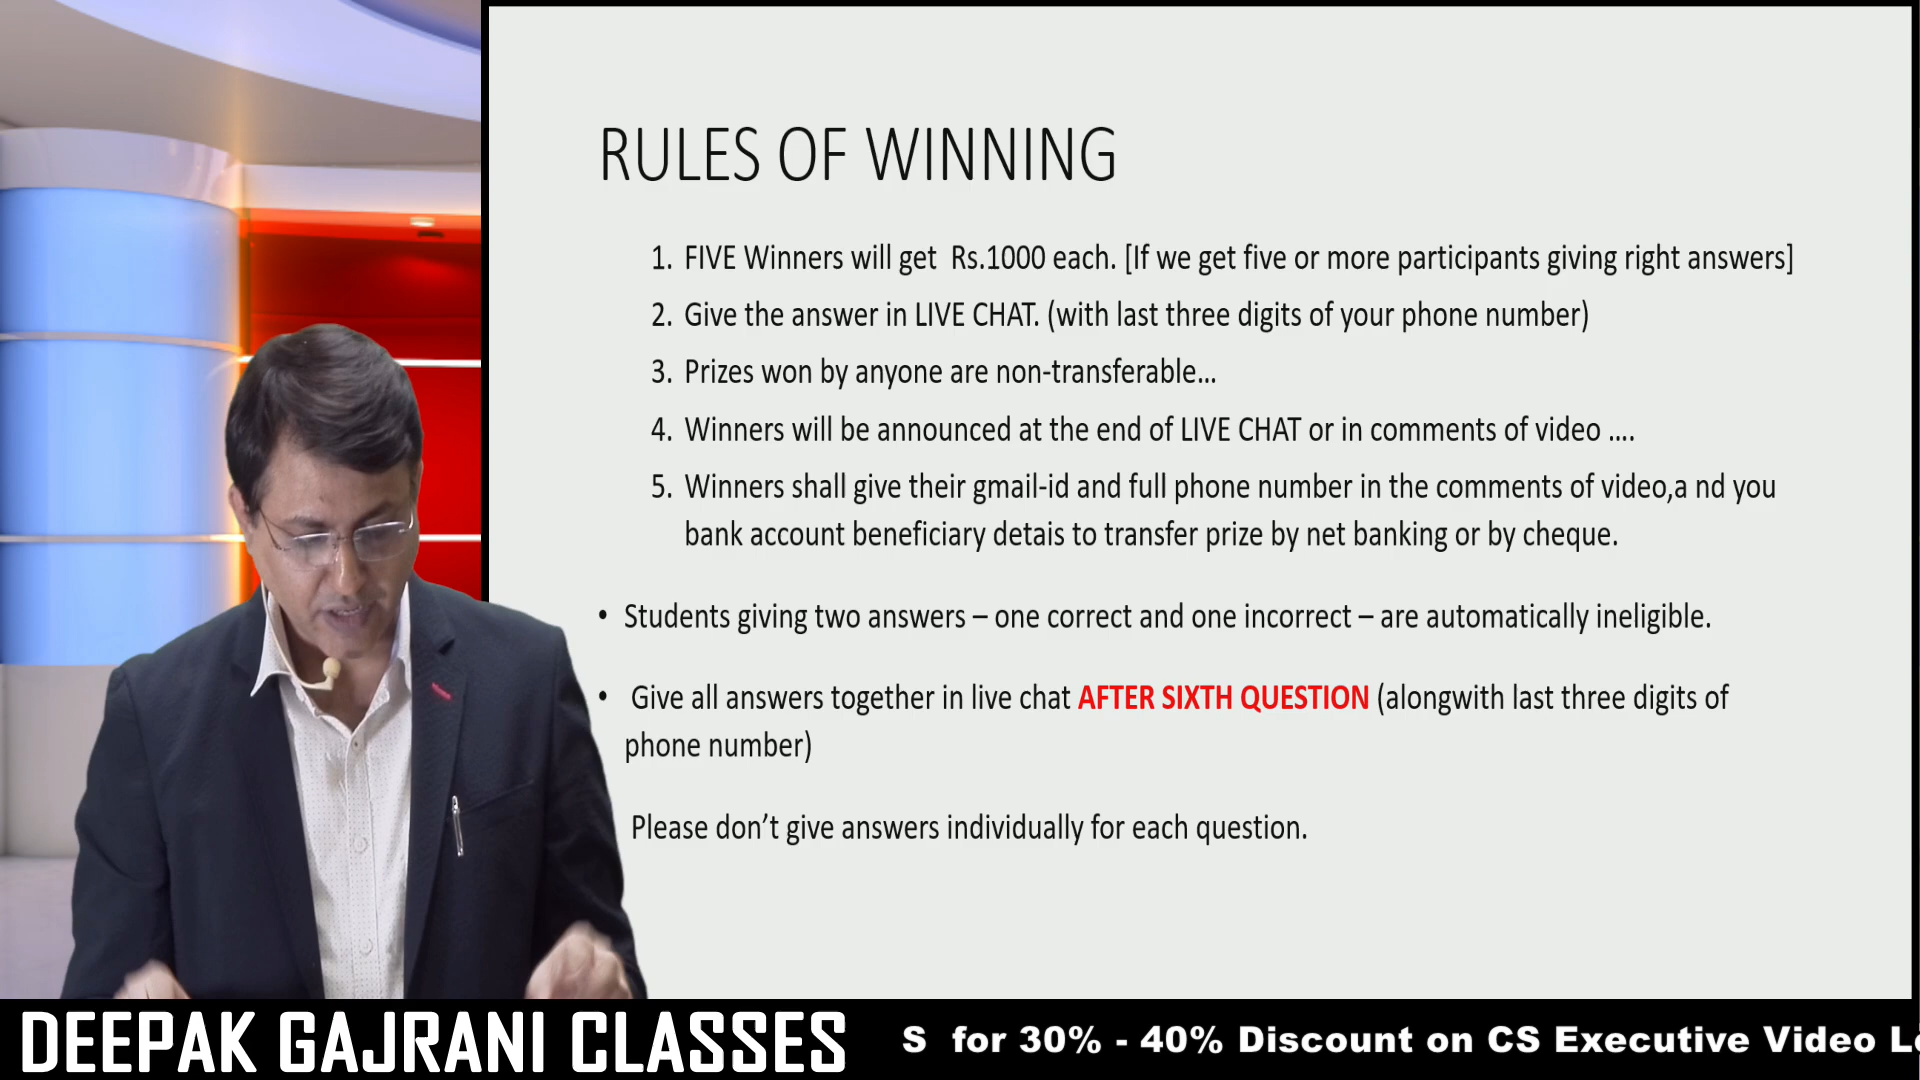 RULES OF WINNING
1. FIVE Winners will get Rs.1000 each. [If we get five or more participants giving right answers]
2. Give the answer in LIVE CHAT. (with last three digits of your phone number)
3. Prizes won by anyone are non-transferable...
4. Winners will be announced at the end of LIVE CHAT or in comments of video ....
5. Winners shall give their gmail-id and full phone number in the comments of video,a nd you
bank account beneficiary detais to transfer prize by net banking or by cheque.
• Students giving two answers – one correct and one incorrect – are automatically ineligible.
• Give all answers together in live chat AFTER SIXTH QUESTION (alongwith last three digits of
phone number)
Please don’t give answers individually for each question.
DEEPAK GAJRANI CLASSES
S for 30% - 40% Discount on CS Executive Video